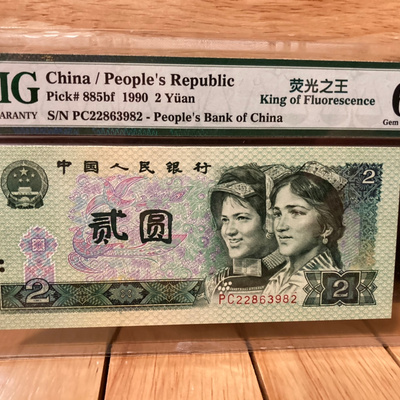 MG China / People's Republic 荧光之王
Pick# 885bf 1990 2 Yüan King of Fluorescence 6
ARANTY S/N PC22863982 - People's Bank of China Gem
中国人民银行
2
贰圆
PC22863982
2 2